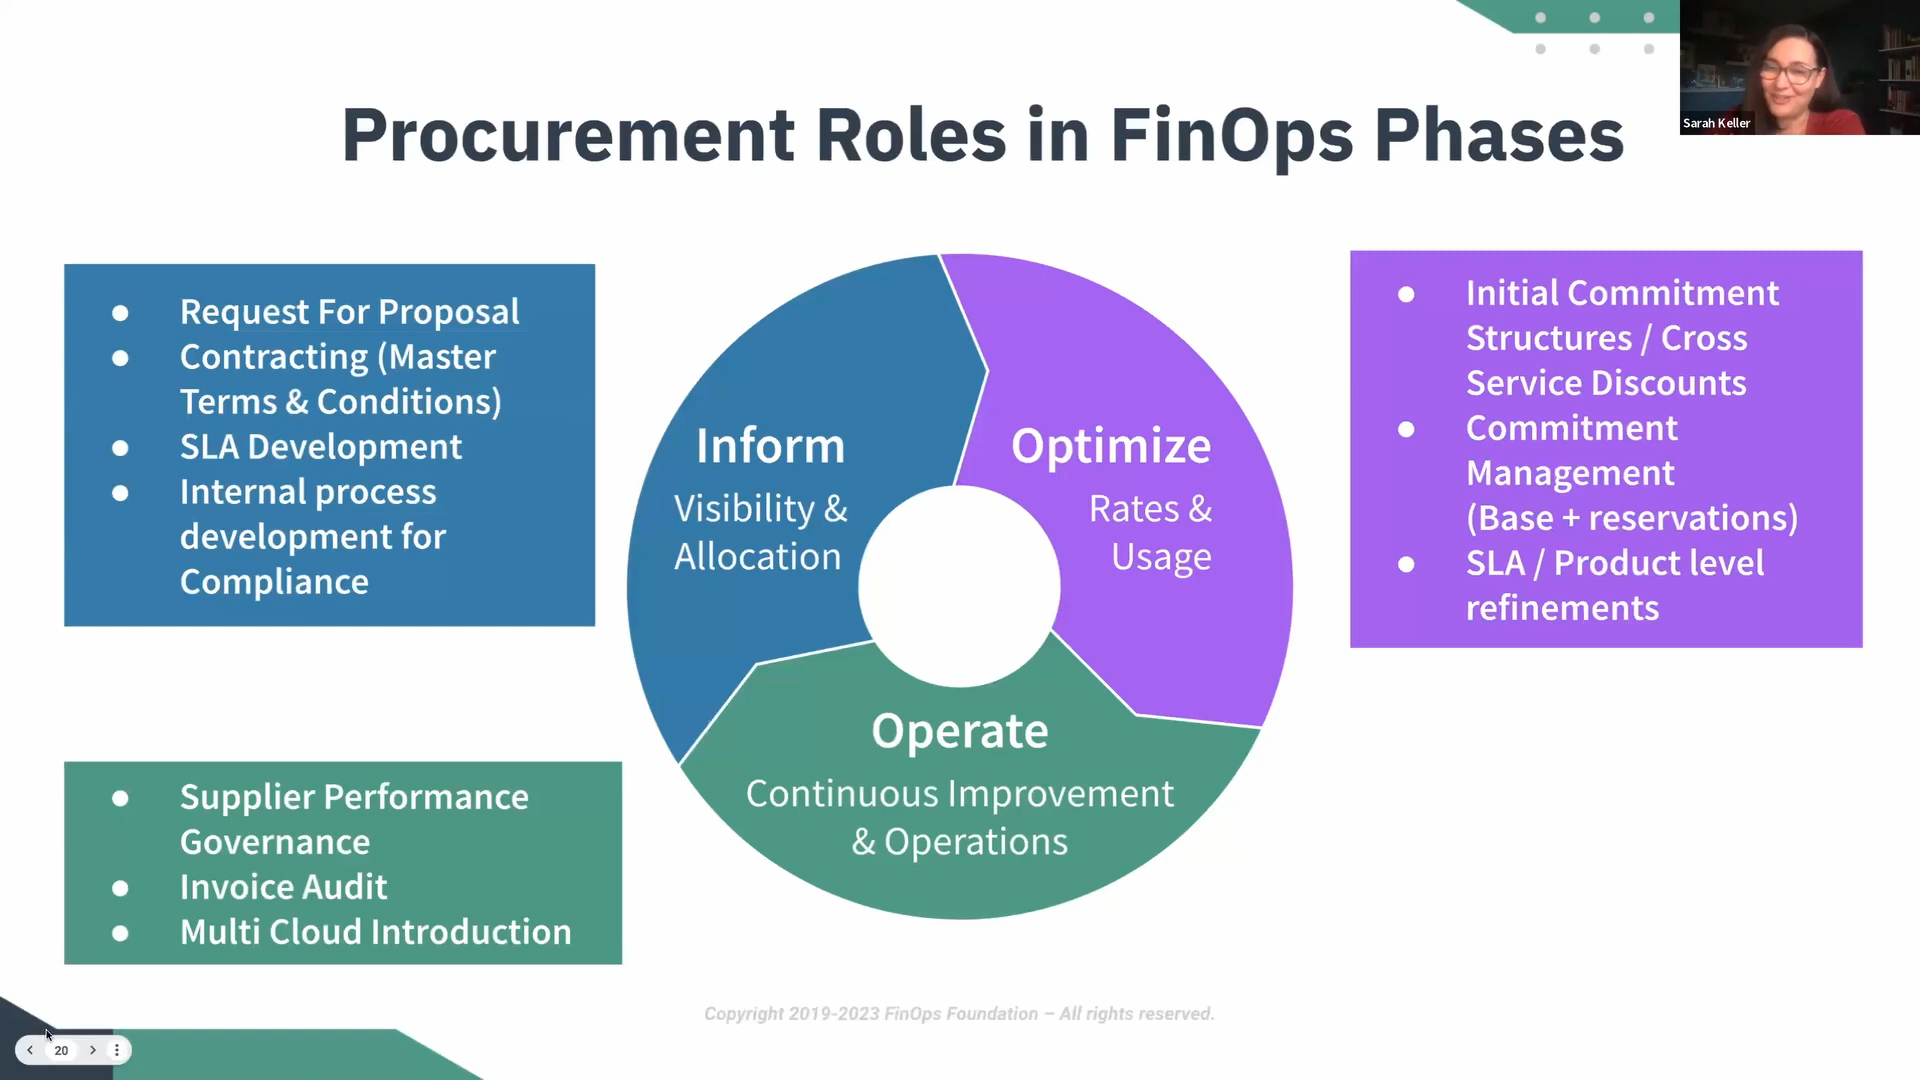 Procurement Roles in FinOps Phases
Sarah Keller
● Request For Proposal
● Contracting (Master
Terms & Conditions)
● SLA Development
● Internal process
development for
Compliance
Inform
Visibility &
Allocation
Optimize
Rates &
Usage
● Initial Commitment
Structures / Cross
Service Discounts
● Commitment
Management
(Base + reservations)
● SLA / Product level
refinements
Operate
Continuous Improvement
& Operations
● Supplier Performance
Governance
● Invoice Audit
● Multi Cloud Introduction
Copyright 2019-2023 FinOps Foundation – All rights reserved.
20